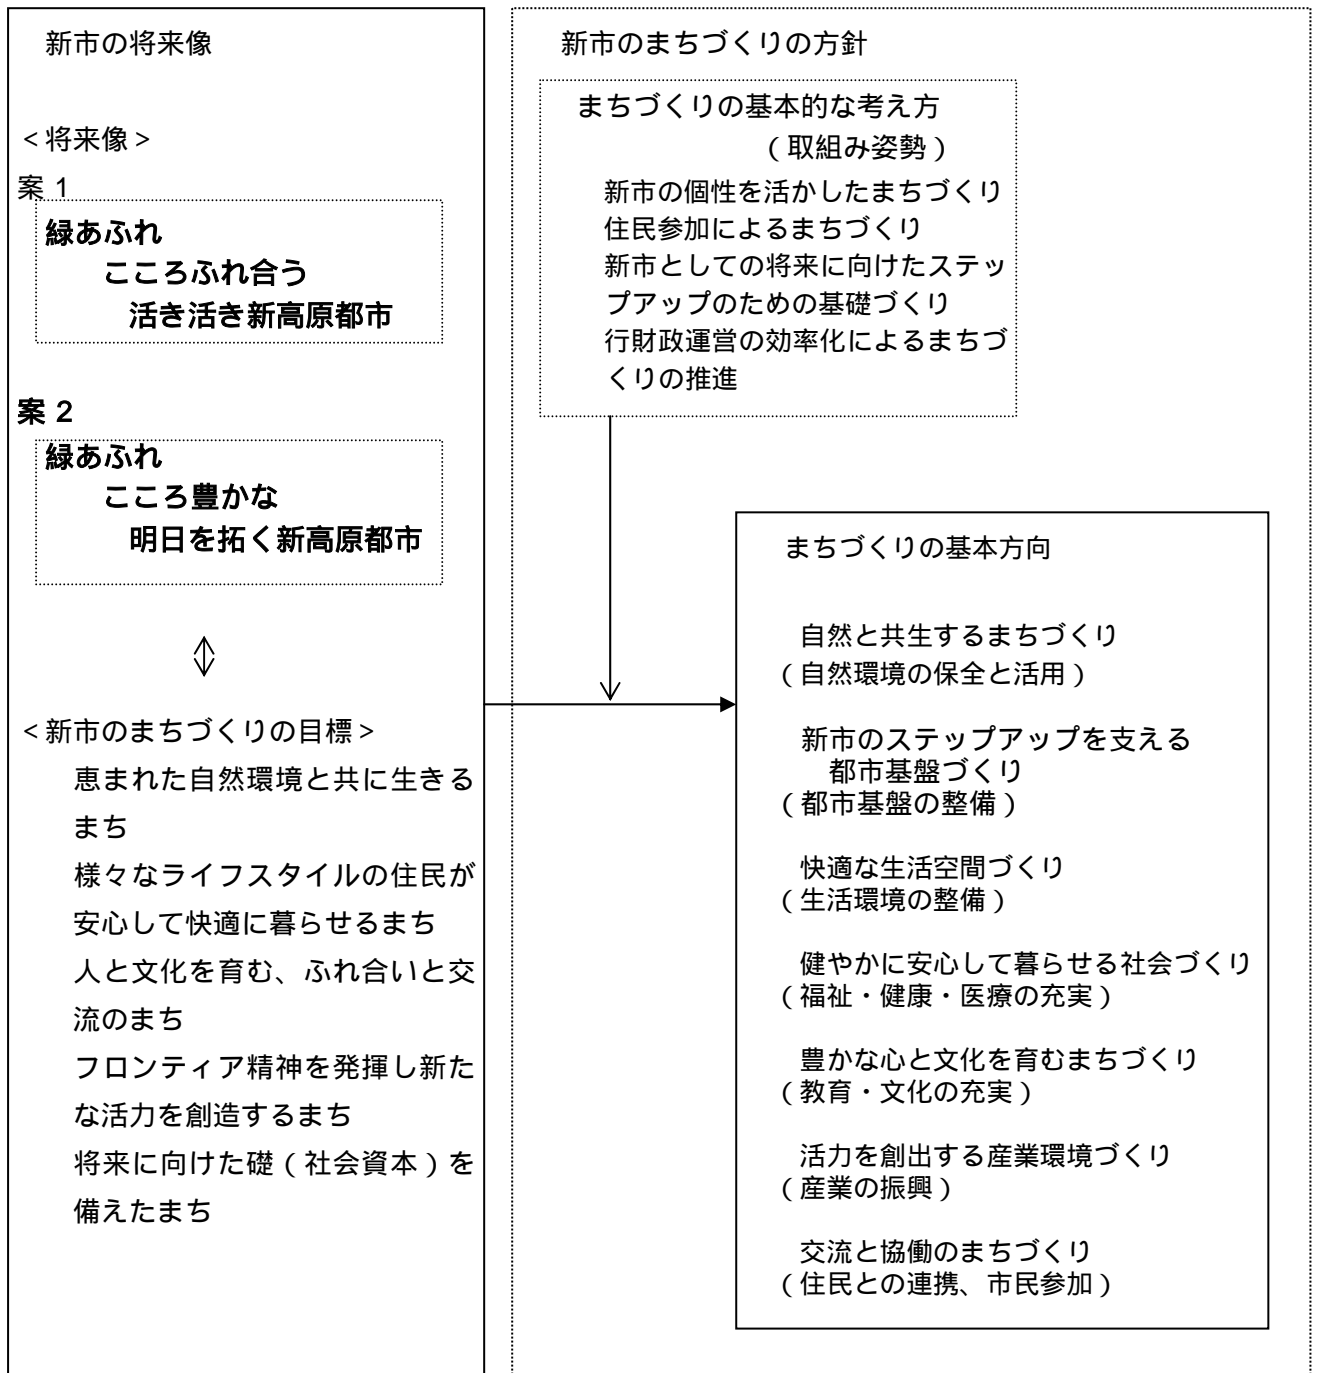 新市の将来像
<将来像>
案 1
緑あふれ
こころふれ合う
活き活き新高原都市
案 2
緑あふれ
こころ豊かな
明日を拓く新高原都市
<新市のまちづくりの目標>
恵まれた自然環境と共に生きる
まち
様々なライフスタイルの住民が
安心して快適に暮らせるまち
人と文化を育む、ふれ合いと交
流のまち
フロンティア精神を発揮し新た
な活力を創造するまち
将来に向けた礎(社会資本)を
備えたまち
新市のまちづくりの方針
まちづくりの基本的な考え方
(取組み姿勢)
新市の個性を活かしたまちづくり
住民参加によるまちづくり
新市としての将来に向けたステッ
プアップのための基礎づくり
行財政運営の効率化によるまちづ
くりの推進
まちづくりの基本方向
自然と共生するまちづくり
(自然環境の保全と活用)
新市のステップアップを支える
都市基盤づくり
(都市基盤の整備)
快適な生活空間づくり
(生活環境の整備)
健やかに安心して暮らせる社会づくり
(福祉・健康・医療の充実)
豊かな心と文化を育むまちづくり
(教育・文化の充実)
活力を創出する産業環境づくり
(産業の振興)
交流と協働のまちづくり
(住民との連携、市民参加)